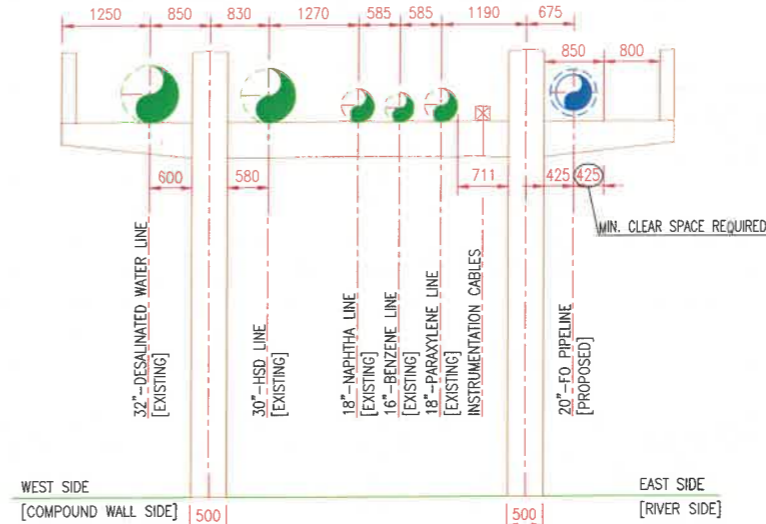 1250 850 830 1270 585 585 1190 675
850 800
600 580 711 425 425
MIN. CLEAR SPACE REQUIRED
32"-DESALINATED WATER LINE
[EXISTING]
30"-HSD LINE
[EXISTING]
18"-NAPHTHA LINE
[EXISTING]
16"-BENZENE LINE
[EXISTING]
18"-PARAXYLENE LINE
[EXISTING]
INSTRUMENTATION CABLES
20"-FO PIPELINE
[PROPOSED]
WEST SIDE
[COMPOUND WALL SIDE]
500
500
EAST SIDE
[RIVER SIDE]